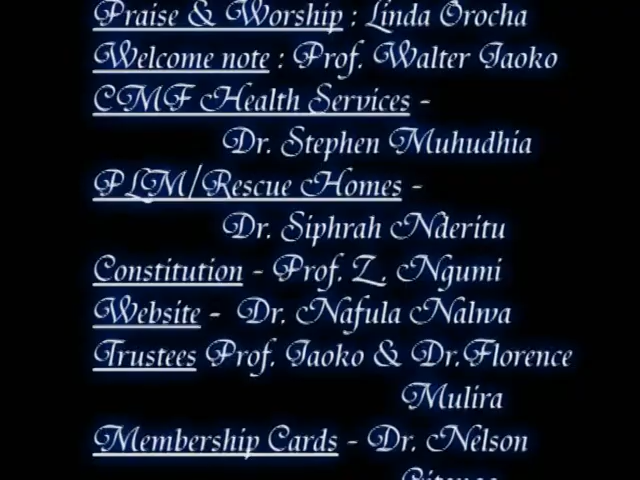 Praise & Worship : Linda Orocha
Welcome note : Prof. Walter Jaoko
CMF Health Services -
Dr. Stephen Muhudhia
PLM/Rescue Homes -
Dr. Siphrah Nderitu
Constitution - Prof. Z. Ngumi
Website - Dr. Nafula Nalwa
Trustees Prof. Jaoko & Dr.Florence
Mulira
Membership Cards - Dr. Nelson